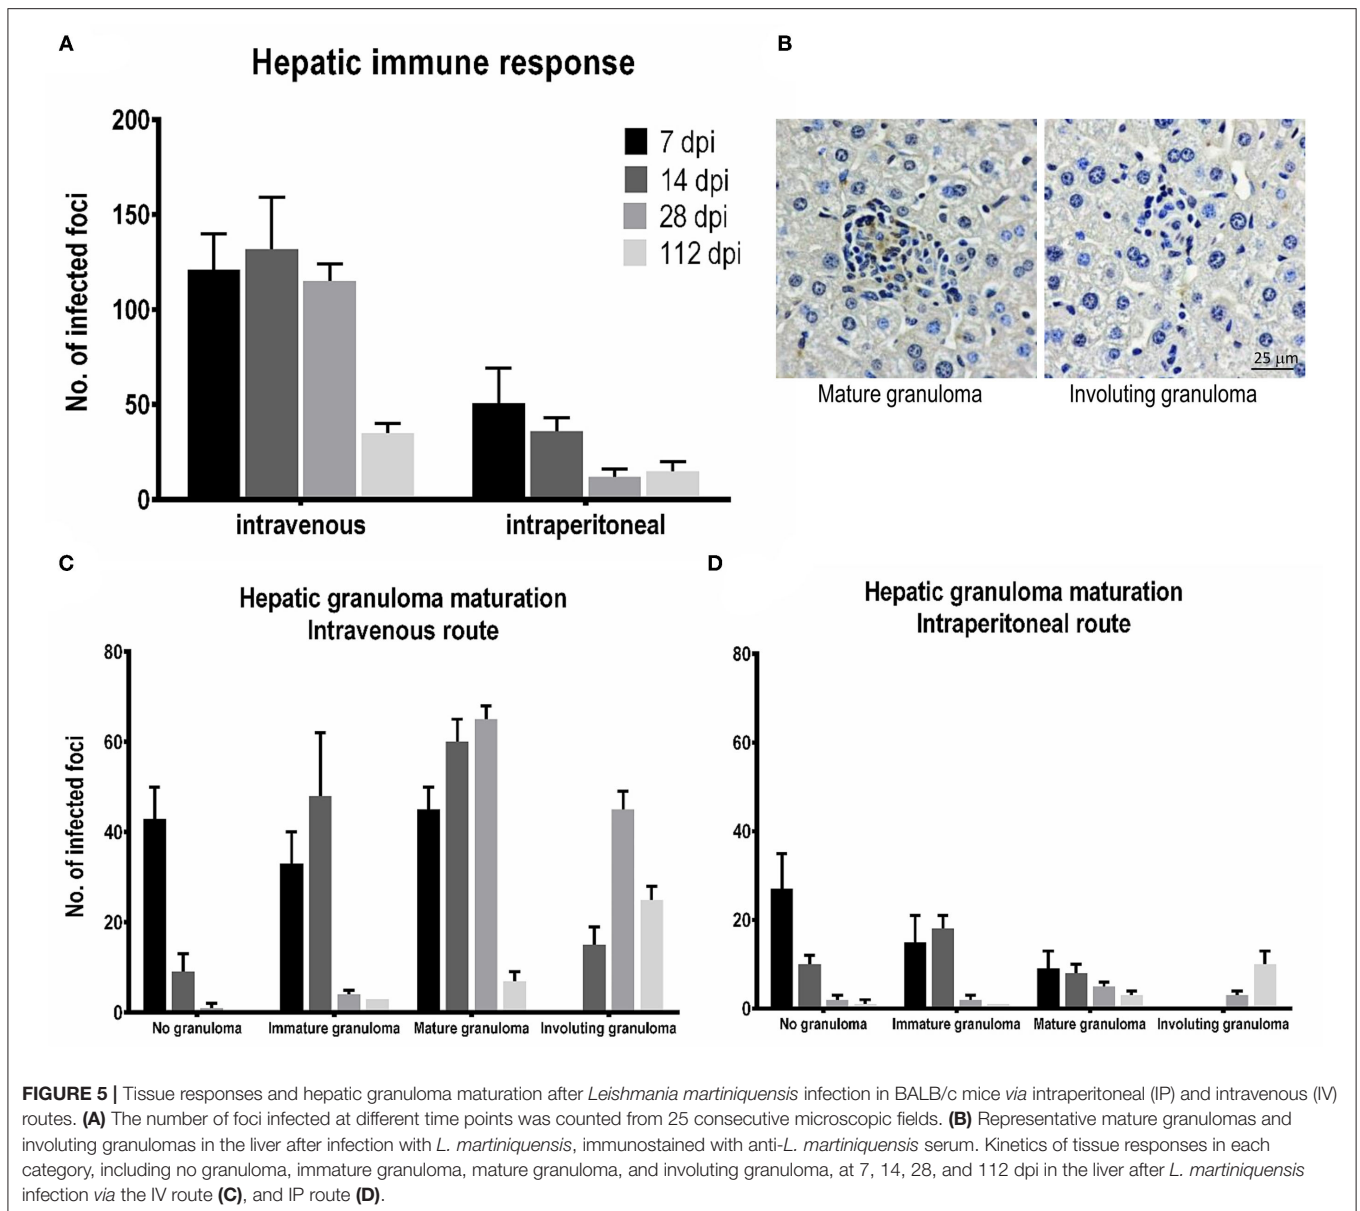 A
Hepatic immune response
No. of infected foci
200
150
100
50
0
7 dpi
14 dpi
28 dpi
112 dpi
intravenous
intraperitoneal
B
25 µm
Mature granuloma
Involuting granuloma
C
Hepatic granuloma maturation
Intravenous route
No. of infected foci
80
60
40
20
0
No granuloma
Immature granuloma
Mature granuloma
Involuting granuloma
D
Hepatic granuloma maturation
Intraperitoneal route
80
60
40
20
0
No granuloma
Immature granuloma
Mature granuloma
Involuting granuloma
FIGURE 5 | Tissue responses and hepatic granuloma maturation after Leishmania martiniquensis infection in BALB/c mice via intraperitoneal (IP) and intravenous (IV)
routes. (A) The number of foci infected at different time points was counted from 25 consecutive microscopic fields. (B) Representative mature granulomas and
involuting granulomas in the liver after infection with L. martiniquensis, immunostained with anti-L. martiniquensis serum. Kinetics of tissue responses in each
category, including no granuloma, immature granuloma, mature granuloma, and involuting granuloma, at 7, 14, 28, and 112 dpi in the liver after L. martiniquensis
infection via the IV route (C), and IP route (D).